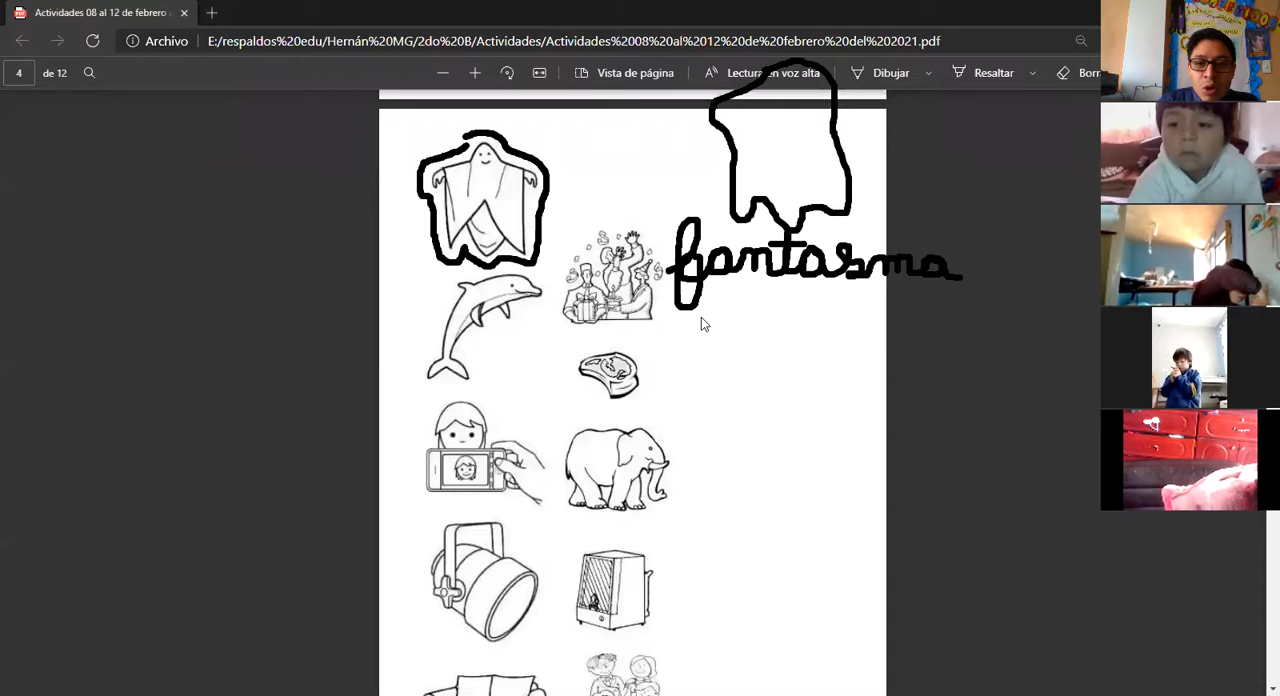 Actividades 08 al 12 de febrero
Archivo
E:/respaldos%20edu/Hernán%20MG/2do%20B/Actividades/Actividades%2008%20al%2012%20de%20febrero%20del%202021.pdf
4 de 12
Vista de página
Lectura en voz alta
Dibujar
Resaltar
Borr
fantasma